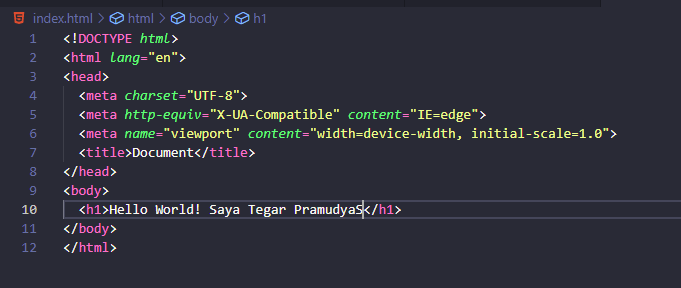 index.html > html > body > h1
1 <!DOCTYPE html>
2 <html lang="en">
3 <head>
4 <meta charset="UTF-8">
5 <meta http-equiv="X-UA-Compatible" content="IE=edge">
6 <meta name="viewport" content="width=device-width, initial-scale=1.0">
7 <title>Document</title>
8 </head>
9 <body>
10 <h1>Hello World! Saya Tegar PramudyaS</h1>
11 </body>
12 </html>